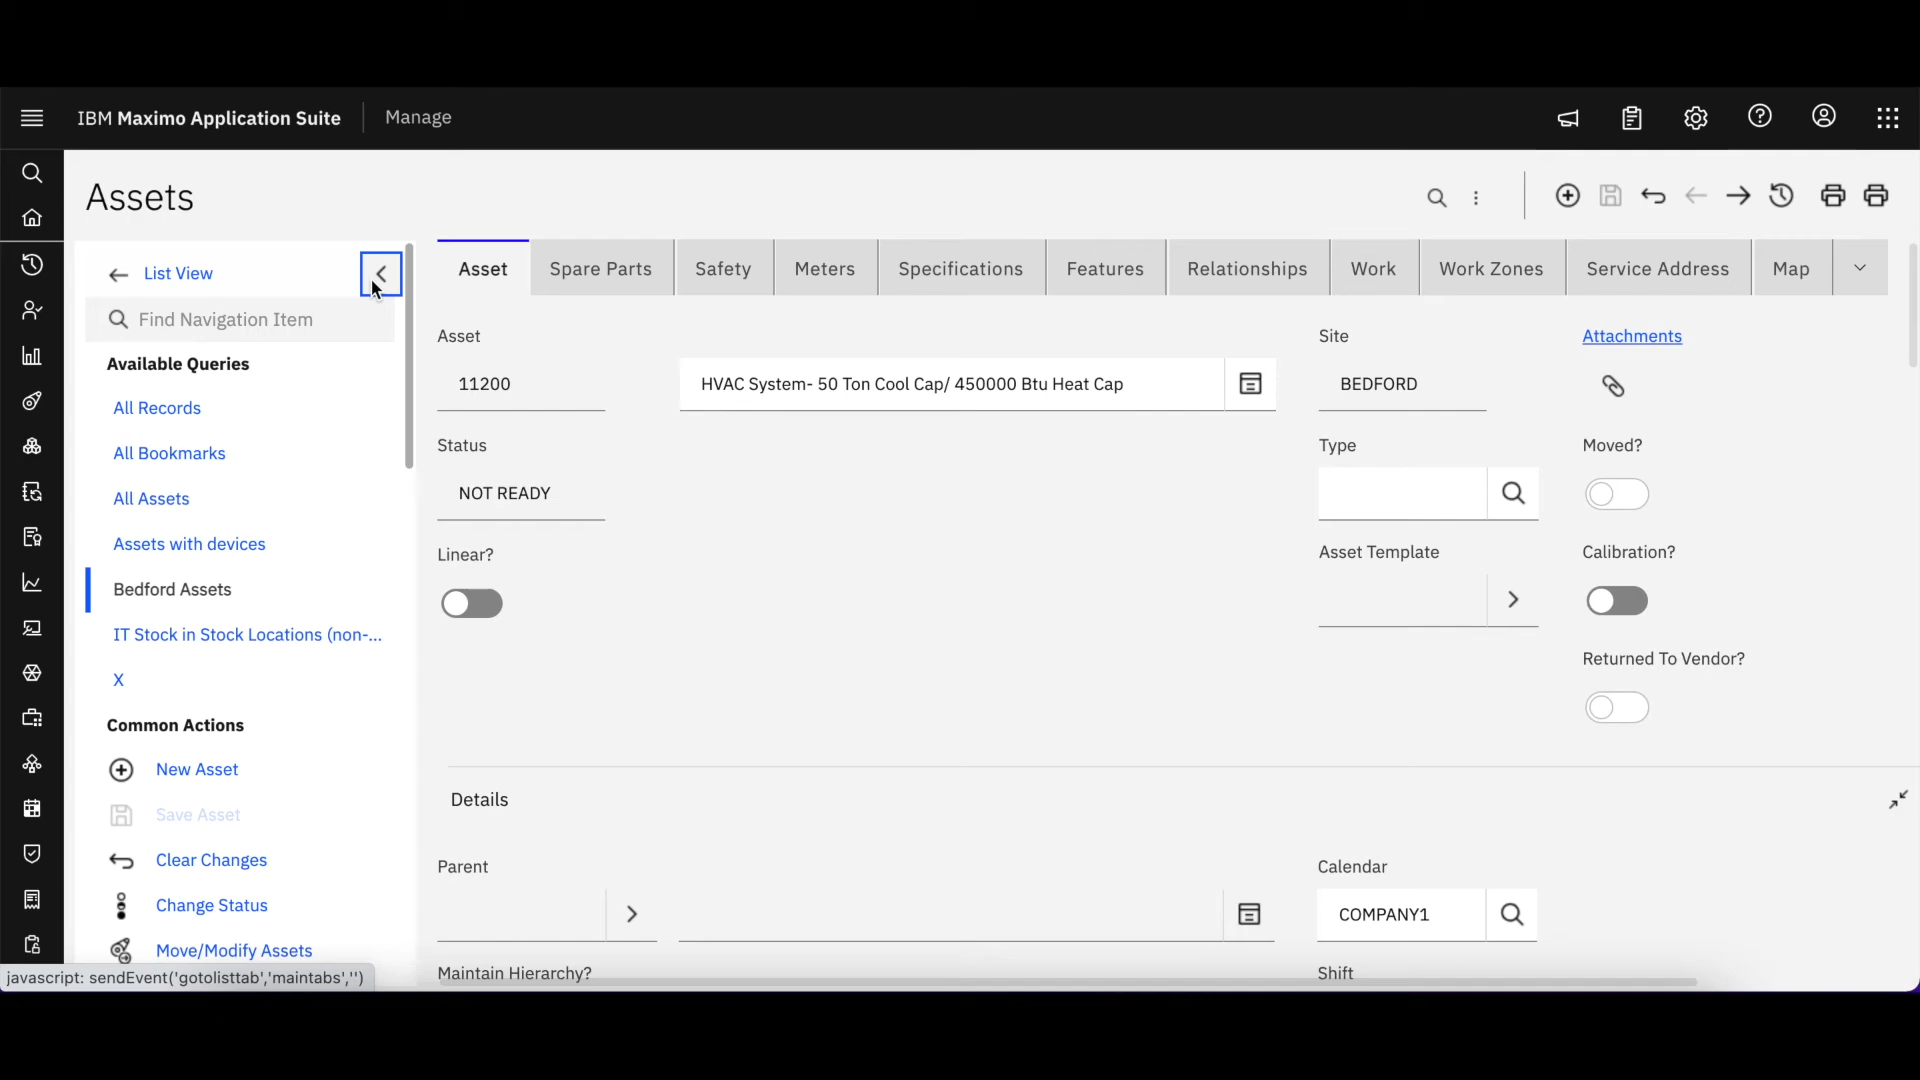 IBM Maximo Application Suite
Manage
Assets
List View
Find Navigation Item
Available Queries
All Records
All Bookmarks
All Assets
Assets with devices
Bedford Assets
IT Stock in Stock Locations (non-...
X
Common Actions
New Asset
Save Asset
Clear Changes
Change Status
Move/Modify Assets
javascript: sendEvent('gotolisttab','maintabs','')
Asset Spare Parts Safety Meters Specifications Features Relationships Work Work Zones Service Address Map
Asset Site Attachments
11200 HVAC System- 50 Ton Cool Cap/ 450000 Btu Heat Cap BEDFORD
Status Type Moved?
NOT READY
Linear? Asset Template Calibration?
Returned To Vendor?
Details
Parent Calendar
COMPANY1
Maintain Hierarchy? Shift